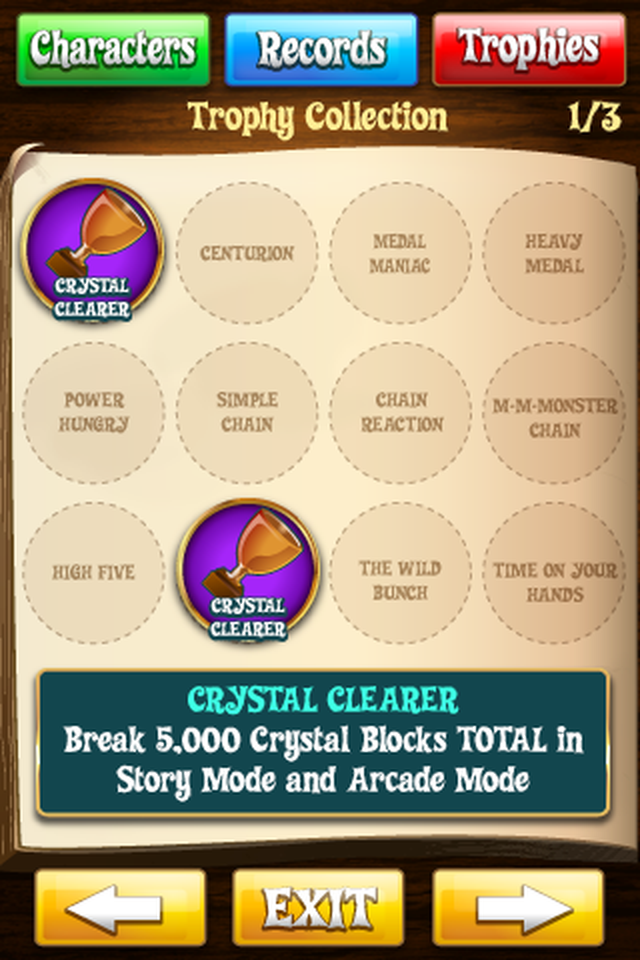 Characters
Records
Trophies
Trophy Collection
1/3
CRYSTAL
CLEARER
CENTURION
MEDAL
MANIAC
HEAVY
MEDAL
POWER
HUNGRY
SIMPLE
CHAIN
CHAIN
REACTION
M-M-MONSTER
CHAIN
HIGH FIVE
CRYSTAL
CLEARER
THE WILD
BUNCH
TIME ON YOUR
HANDS
CRYSTAL CLEARER
Break 5,000 Crystal Blocks TOTAL in
Story Mode and Arcade Mode
EXIT